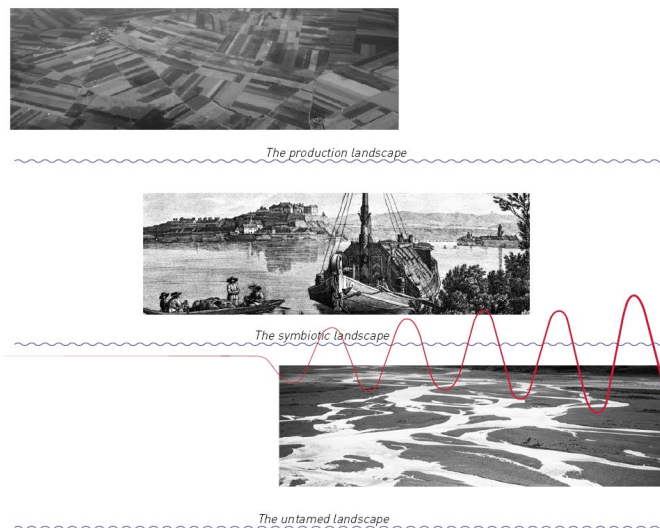 The production landscape
The symbiotic landscape
The untamed landscape